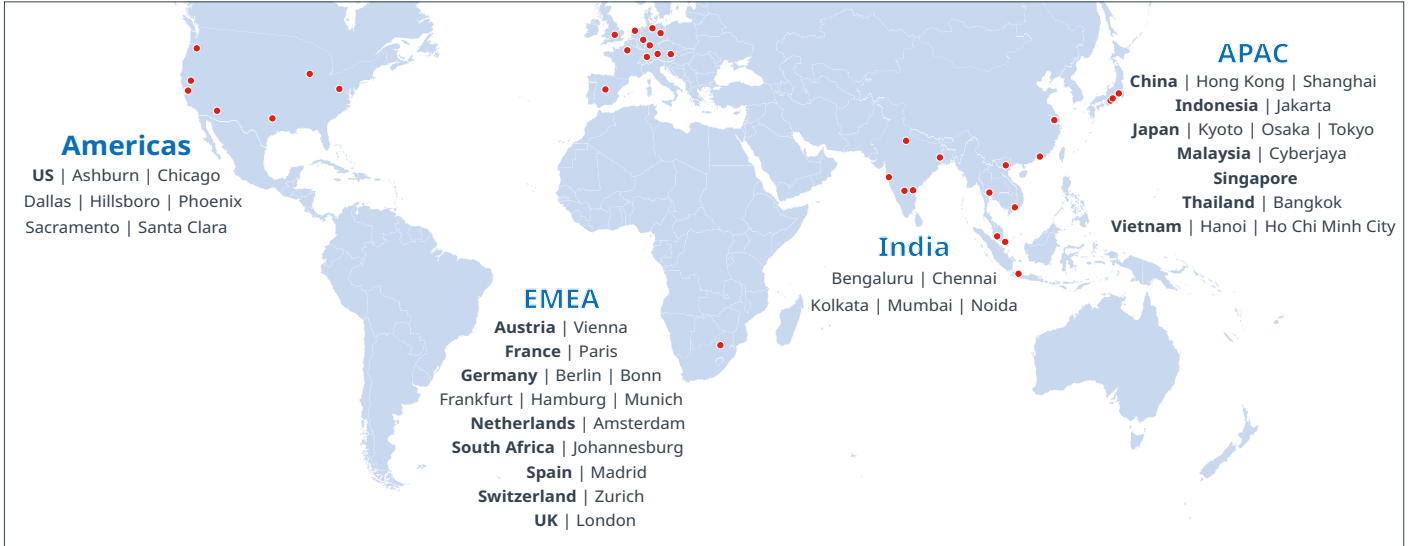 Americas
US | Ashburn | Chicago
Dallas | Hillsboro | Phoenix
Sacramento | Santa Clara
EMEA
Austria | Vienna
France | Paris
Germany | Berlin | Bonn
Frankfurt | Hamburg | Munich
Netherlands | Amsterdam
South Africa | Johannesburg
Spain | Madrid
Switzerland | Zurich
UK | London
India
Bengaluru | Chennai
Kolkata | Mumbai | Noida
APAC
China | Hong Kong | Shanghai
Indonesia | Jakarta
Japan | Kyoto | Osaka | Tokyo
Malaysia | Cyberjaya
Singapore
Thailand | Bangkok
Vietnam | Hanoi | Ho Chi Minh City